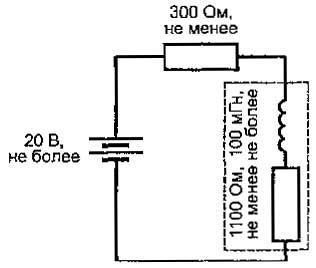 300 Ом,
не менее
20 В,
не более
1100 Ом, 100 мГн,
не менее не более